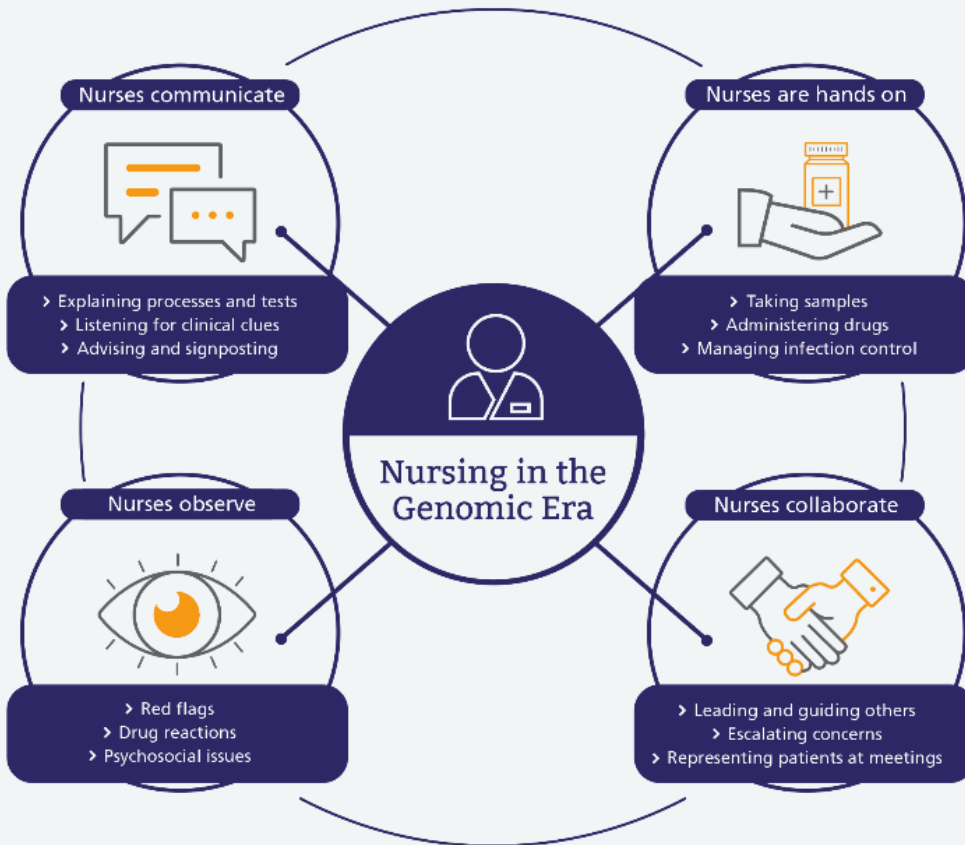 Nurses communicate
> Explaining processes and tests
> Listening for clinical clues
> Advising and signposting
Nurses are hands on
> Taking samples
> Administering drugs
> Managing infection control
Nursing in the
Genomic Era
Nurses observe
> Red flags
> Drug reactions
> Psychosocial issues
Nurses collaborate
> Leading and guiding others
> Escalating concerns
> Representing patients at meetings